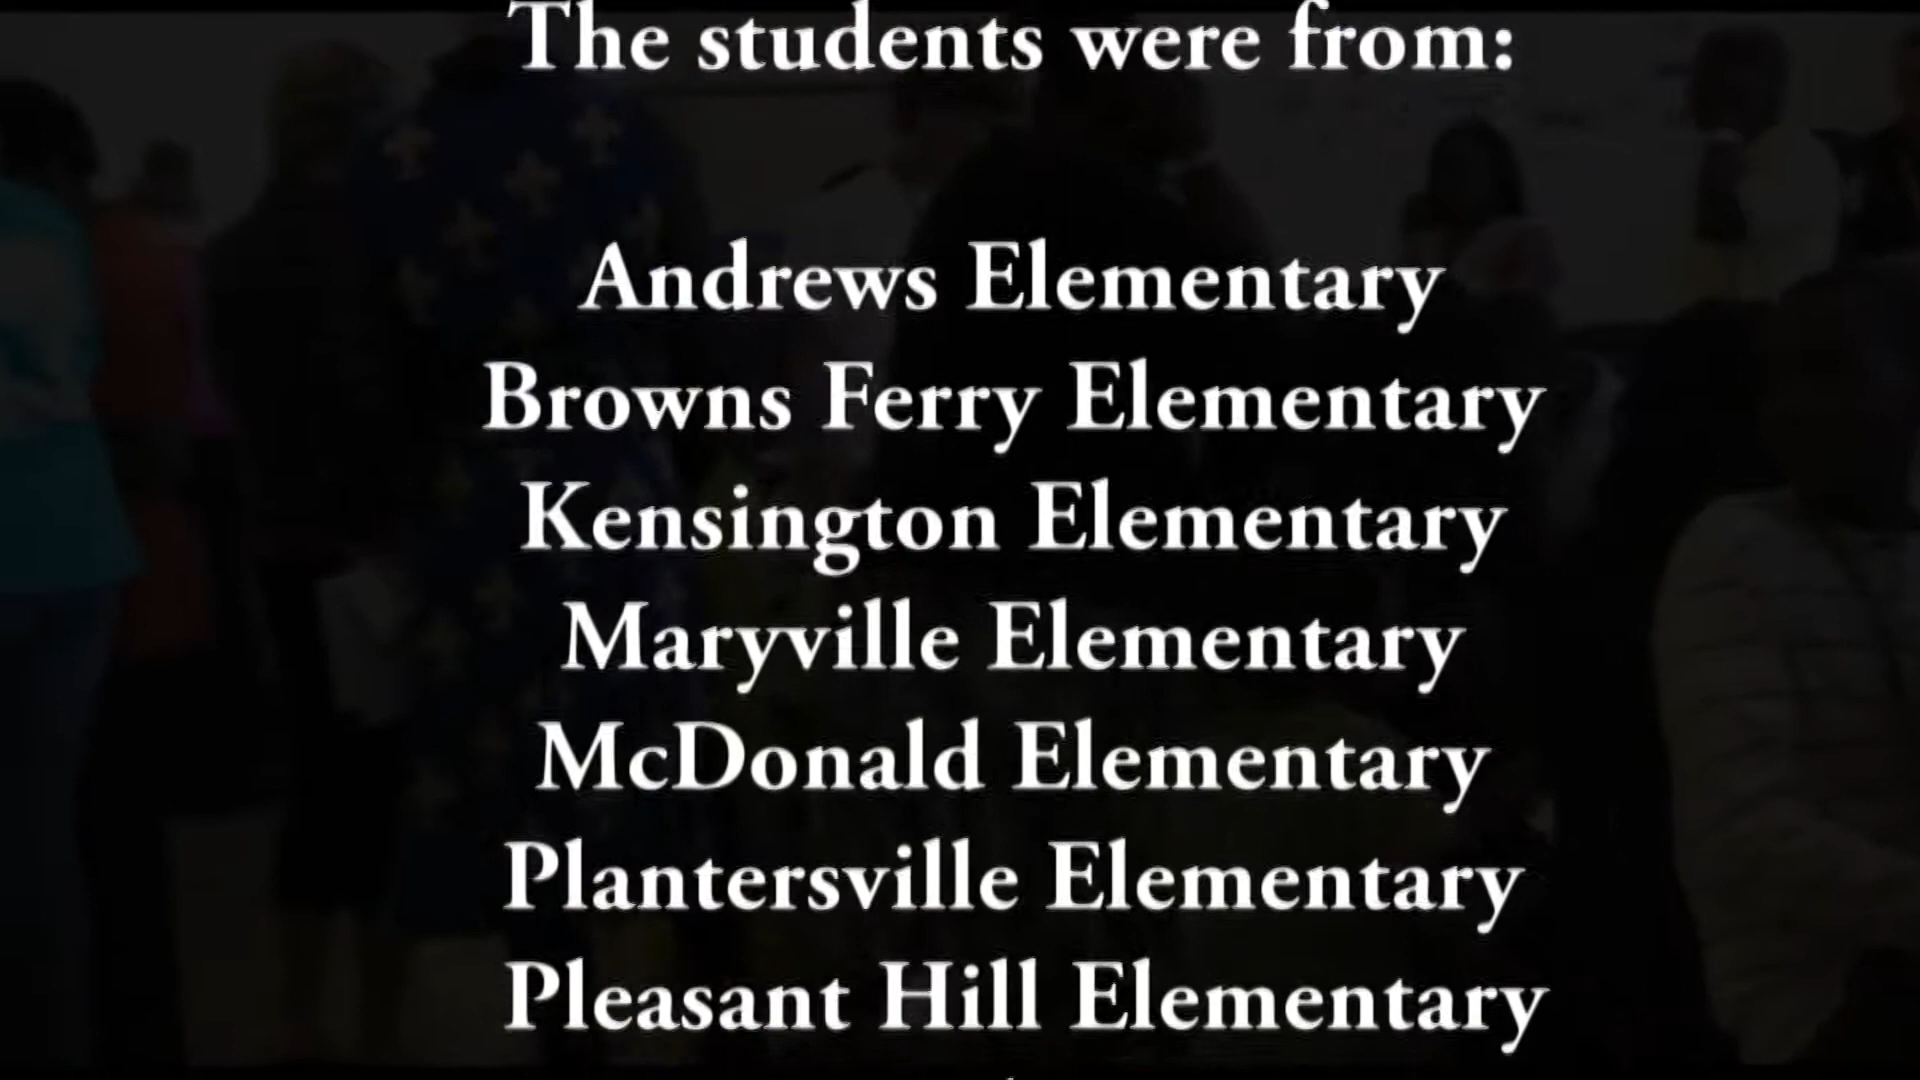 The students were from:
Andrews Elementary
Browns Ferry Elementary
Kensington Elementary
Maryville Elementary
McDonald Elementary
Plantersville Elementary
Pleasant Hill Elementary